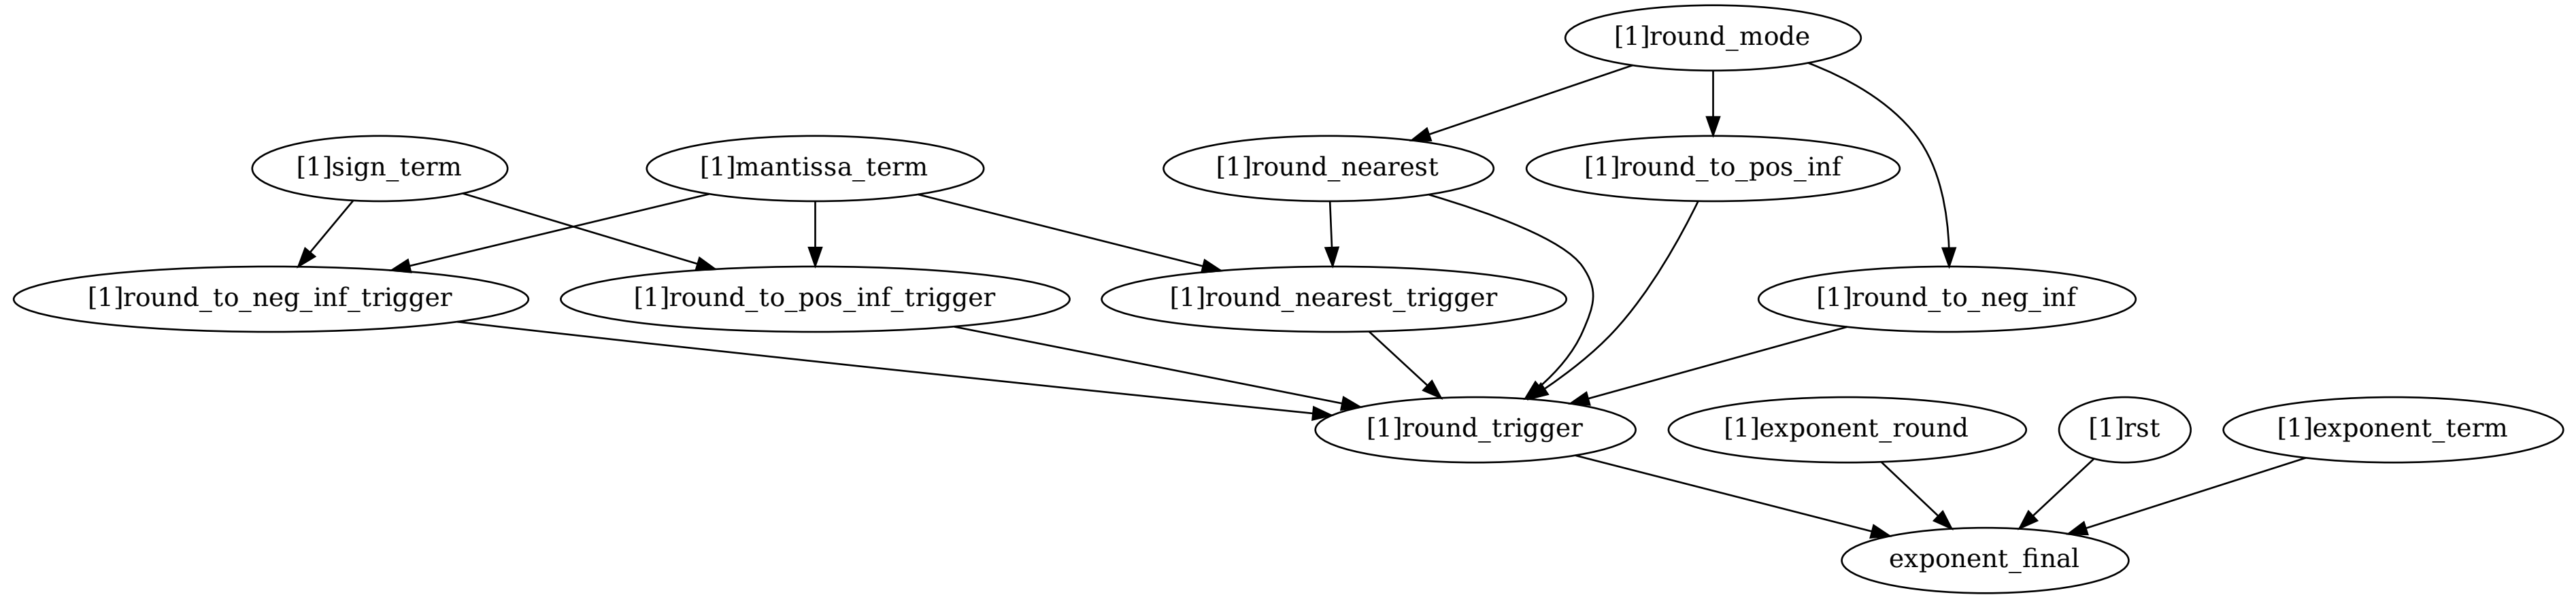 [1]round_mode
[1]sign_term
[1]mantissa_term
[1]round_nearest
[1]round_to_pos_inf
[1]round_to_neg_inf_trigger
[1]round_to_pos_inf_trigger
[1]round_nearest_trigger
[1]round_to_neg_inf
[1]round_trigger
[1]exponent_round
[1]rst
[1]exponent_term
exponent_final